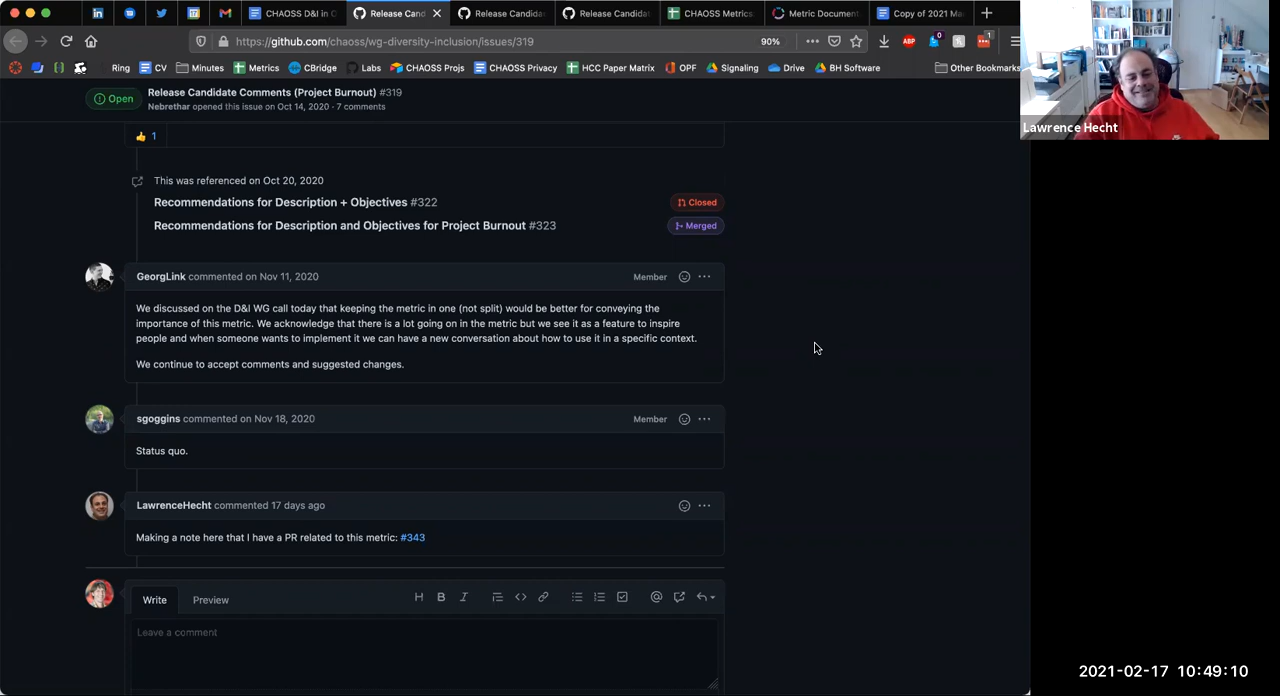 CHAOSS D&I in C
Release Cand
Release Candida
Release Candidat
CHAOSS Metrics
Metric Document
Copy of 2021 Ma
https://github.com/chaoss/wg-diversity-inclusion/issues/319
90%
ABP
0
1
Ring
CV
Minutes
Metrics
CBridge
Labs
CHAOSS Projs
CHAOSS Privacy
HCC Paper Matrix
OPF
Signaling
Drive
BH Software
Other Bookmarks
Open
Release Candidate Comments (Project Burnout) #319
Nebrethar opened this issue on Oct 14, 2020 · 7 comments
1
This was referenced on Oct 20, 2020
Recommendations for Description + Objectives #322
Closed
Recommendations for Description and Objectives for Project Burnout #323
Merged
GeorgLink commented on Nov 11, 2020
Member
We discussed on the D&I WG call today that keeping the metric in one (not split) would be better for conveying the
importance of this metric. We acknowledge that there is a lot going on in the metric but we see it as a feature to inspire
people and when someone wants to implement it we can have a new conversation about how to use it in a specific context.
We continue to accept comments and suggested changes.
sgoggins commented on Nov 18, 2020
Member
Status quo.
LawrenceHecht commented 17 days ago
Making a note here that I have a PR related to this metric: #343
Write
Preview
H B I
Leave a comment
Lawrence Hecht
2021-02-17 10:49:10